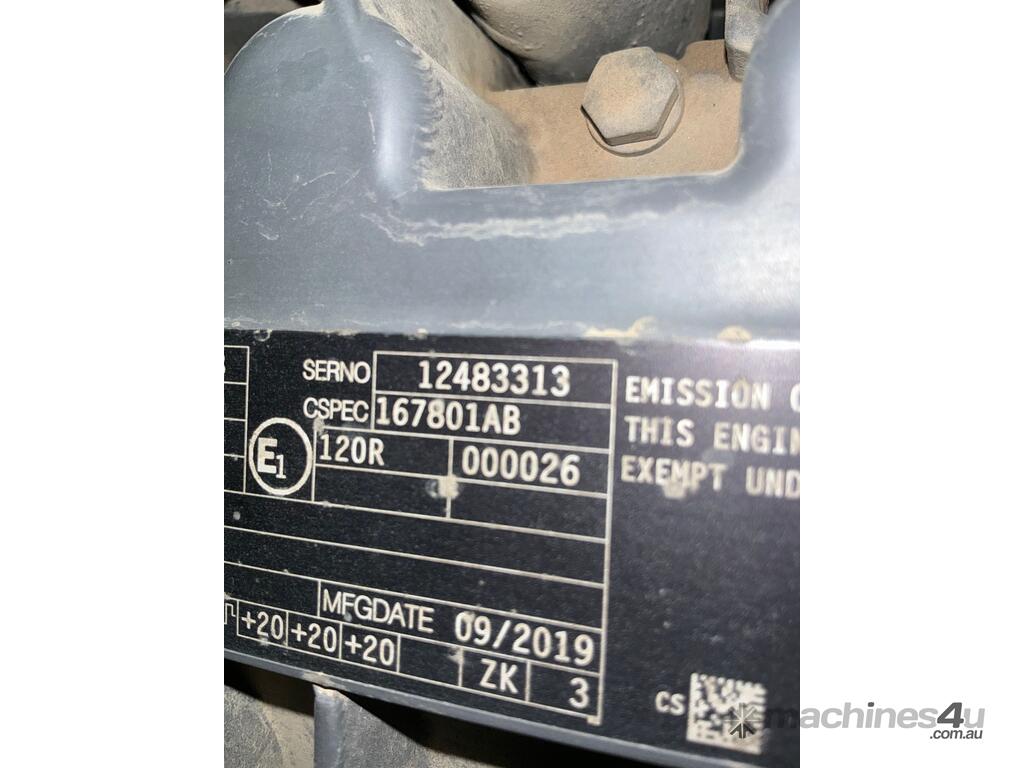 SERNO 12483313
CSPEC 167801AB
E1 120R 000026
MFGDATE 09/2019
+20 +20 +20 ZK 3
EMISSION
THIS ENGIN
EXEMPT UND
CS
machines4u
.com.au